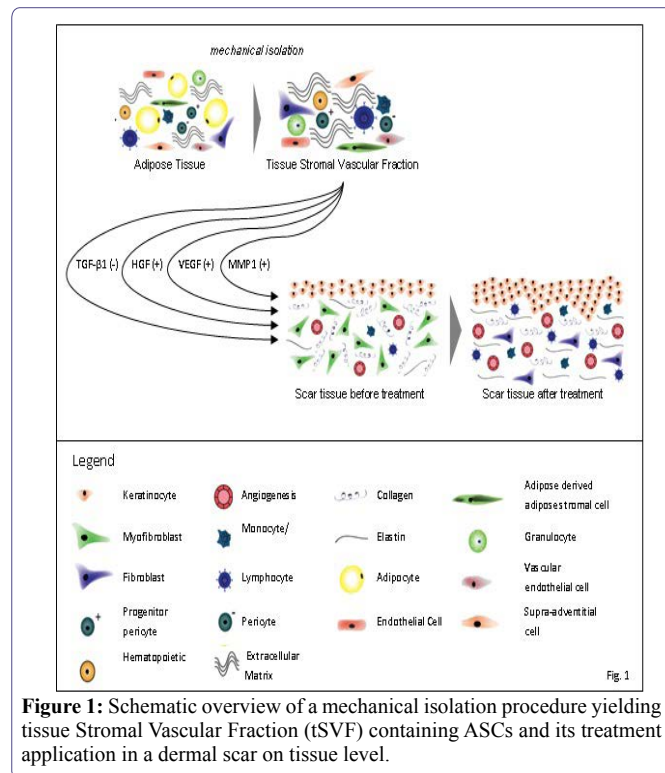 mechanical isolation
Adipose Tissue
Tissue Stromal Vascular Fraction
TGF-β1 (-)
HGF (+)
VEGF (+)
MMP1 (+)
Scar tissue before treatment
Scar tissue after treatment
Legend
Keratinocyte
Angiogenesis
Collagen
Adipose derived
adipose stromal cell
Myofibroblast
Monocyte/
Elastin
Granulocyte
Fibroblast
Lymphocyte
Adipocyte
Vascular
endothelial cell
+
Progenitor
pericyte
-
Pericyte
Endothelial Cell
Supra-adventitial
cell
Hematopoietic
Extracellular
Matrix
Fig. 1
Figure 1: Schematic overview of a mechanical isolation procedure yielding
tissue Stromal Vascular Fraction (tSVF) containing ASCs and its treatment
application in a dermal scar on tissue level.